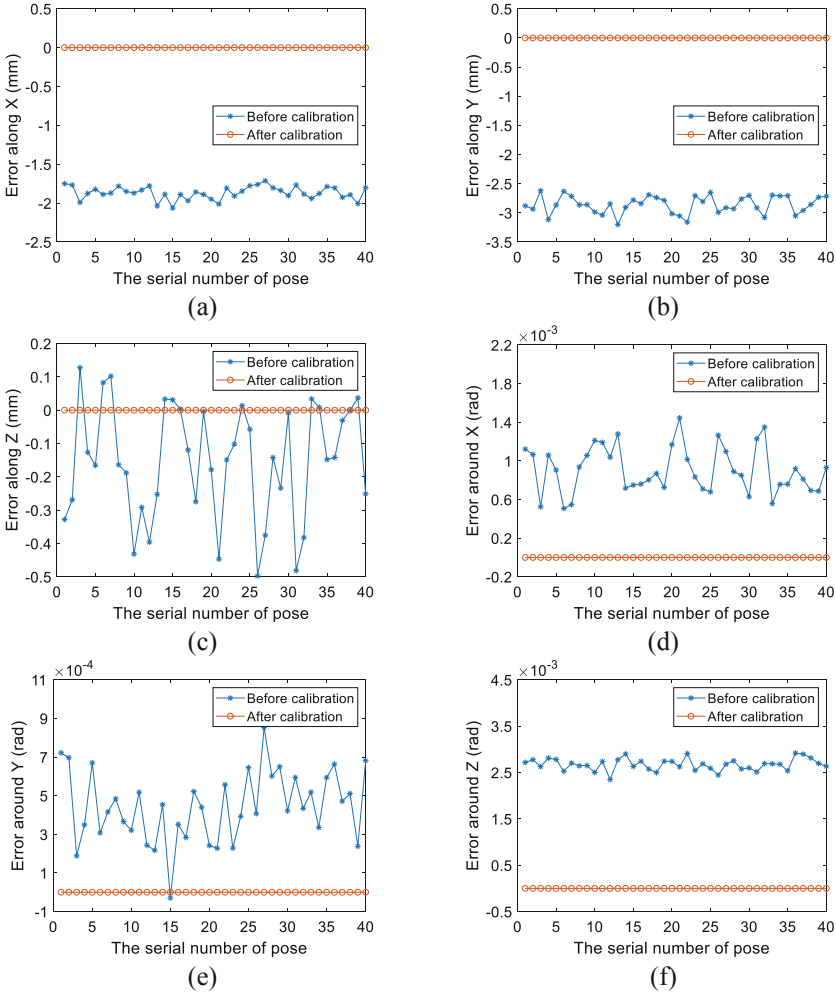 0.5
0
-0.5
-1
-1.5
-2
-2.5
Error along X (mm)
Before calibration
After calibration
0 5 10 15 20 25 30 35 40
The serial number of pose
(a)
0.5
0
-0.5
-1
-1.5
-2
-2.5
-3
-3.5
Error along Y (mm)
Before calibration
After calibration
0 5 10 15 20 25 30 35 40
The serial number of pose
(b)
0.2
0.1
0
-0.1
-0.2
-0.3
-0.4
-0.5
Error along Z (mm)
Before calibration
After calibration
0 5 10 15 20 25 30 35 40
The serial number of pose
(c)
×10⁻³
2.2
1.8
1.4
1
0.6
0.2
-0.2
Error around X (rad)
Before calibration
After calibration
0 5 10 15 20 25 30 35 40
The serial number of pose
(d)
×10⁻⁴
11
9
7
5
3
1
-1
Error around Y (rad)
Before calibration
After calibration
0 5 10 15 20 25 30 35 40
The serial number of pose
(e)
×10⁻³
4.5
3.5
2.5
1.5
0.5
-0.5
Error around Z (rad)
Before calibration
After calibration
0 5 10 15 20 25 30 35 40
The serial number of pose
(f)